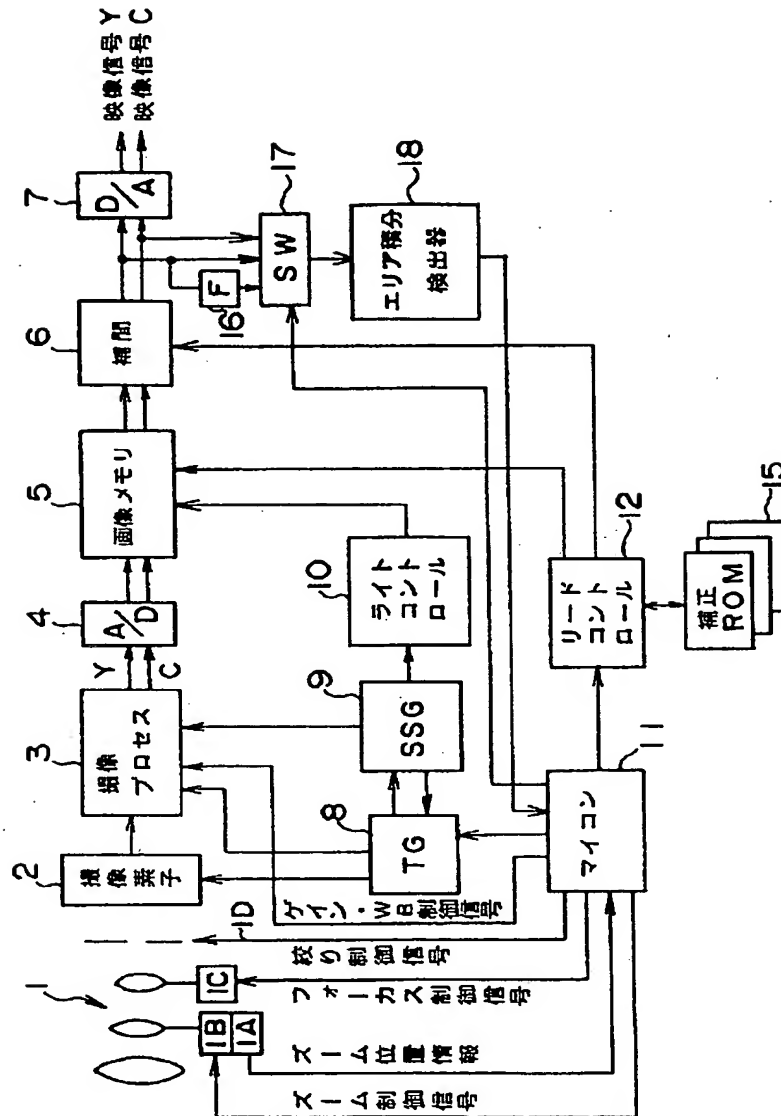 映像信号 Y
映像信号 C
7
D/A
17
SW
18
エリア積分
検出器
F
16
6
補間
5
画像メモリ
4
A/D
Y
C
3
撮像
プロセス
2
撮像
素子
10
ライト
コント
ロール
9
SSG
8
TG
12
リード
コント
ロール
15
補正
ROM
11
マイコン
1
1D
1C
1B
1A
ゲイン・WB制御信号
絞り制御信号
フォーカス制御信号
ズーム位置情報
ズーム制御信号